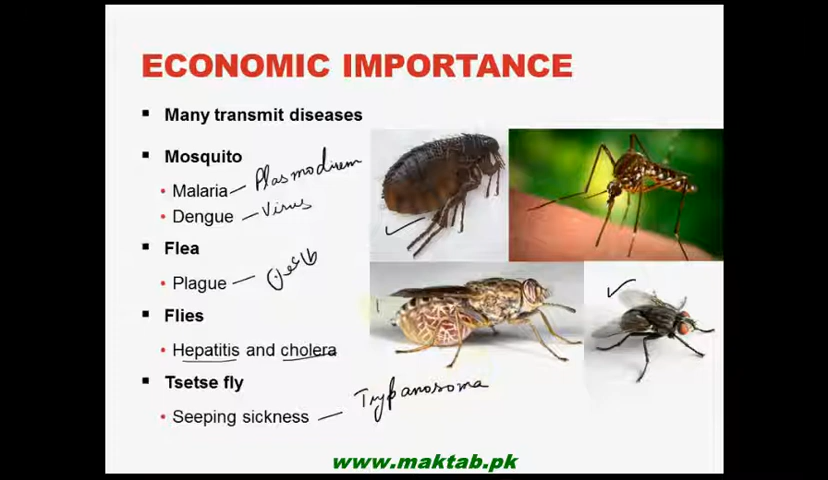 ECONOMIC IMPORTANCE
▪ Many transmit diseases
▪ Mosquito
• Malaria — Plasmodium
• Dengue — Virus
▪ Flea
• Plague —
▪ Flies
• Hepatitis and cholera
▪ Tsetse fly
• Seeping sickness — Trypanosoma
www.maktab.pk